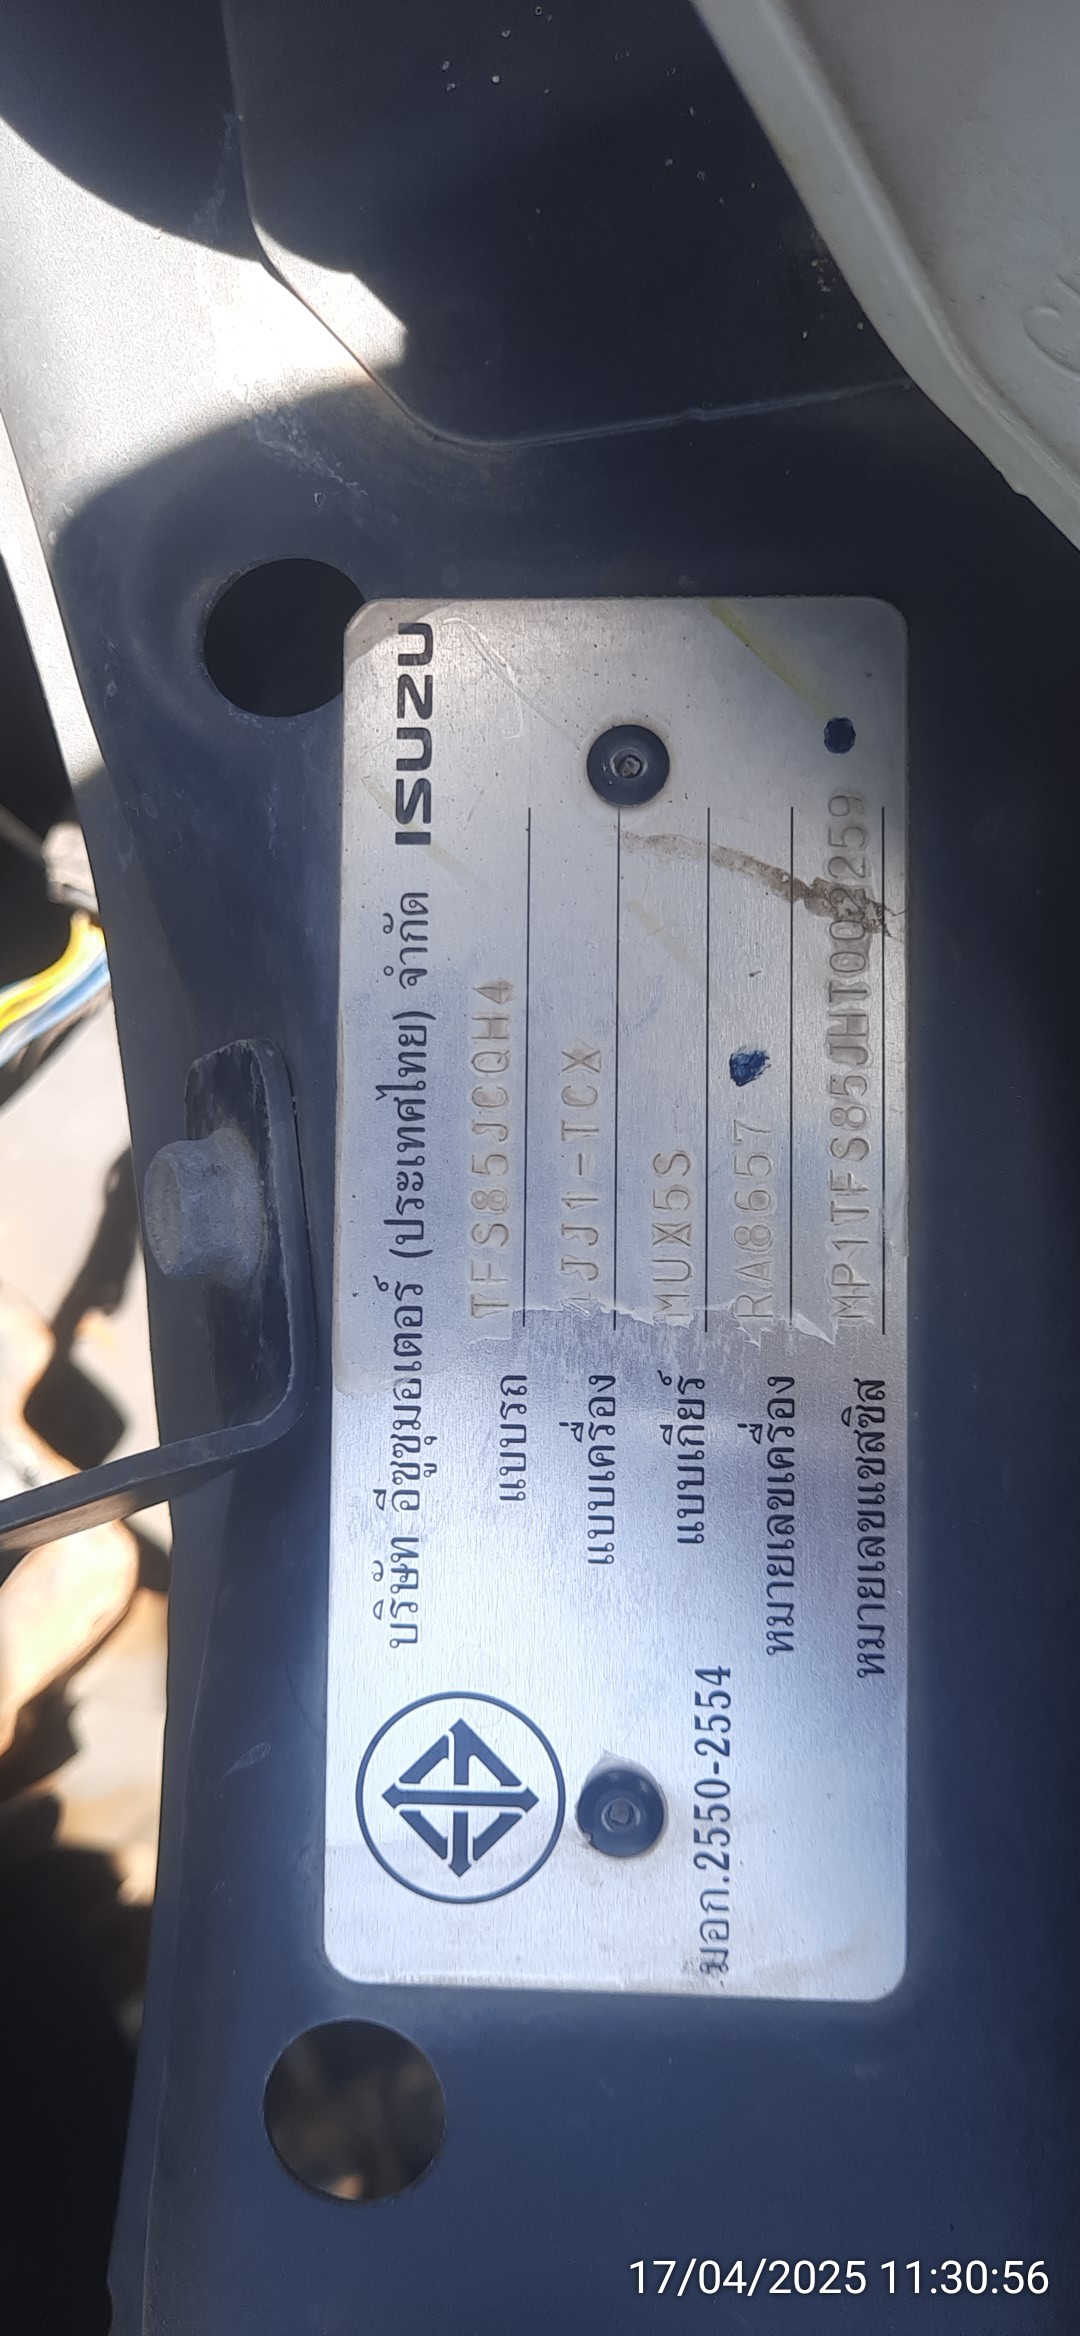 บริษัท อีซูซุมอเตอร์ (ประเทศไทย) จำกัด ISUZU
แบบรถ TFS85JCQH4
แบบเครื่อง 4JJ1-TCX
แบบเกียร์ MUX5S
มอก.2550-2554
หมายเลขเครื่อง RA8657
หมายเลขแชสซิส MP1TFS85JHT002259
17/04/2025 11:30:56